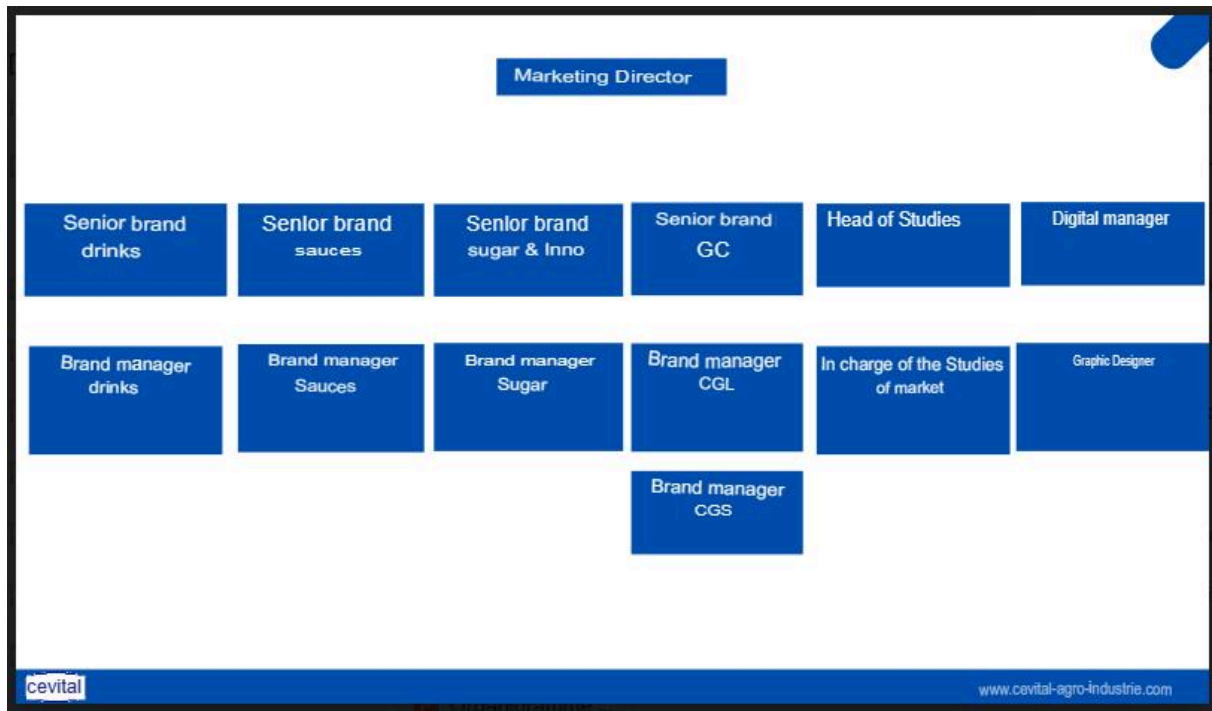 Marketing Director
Senior brand
drinks
Senior brand
sauces
Senior brand
sugar & Inno
Senior brand
GC
Head of Studies
Digital manager
Brand manager
drinks
Brand manager
Sauces
Brand manager
Sugar
Brand manager
CGL
In charge of the Studies
of market
Graphic Designer
Brand manager
CGS
cevital
www.cevital-agro-industrie.com